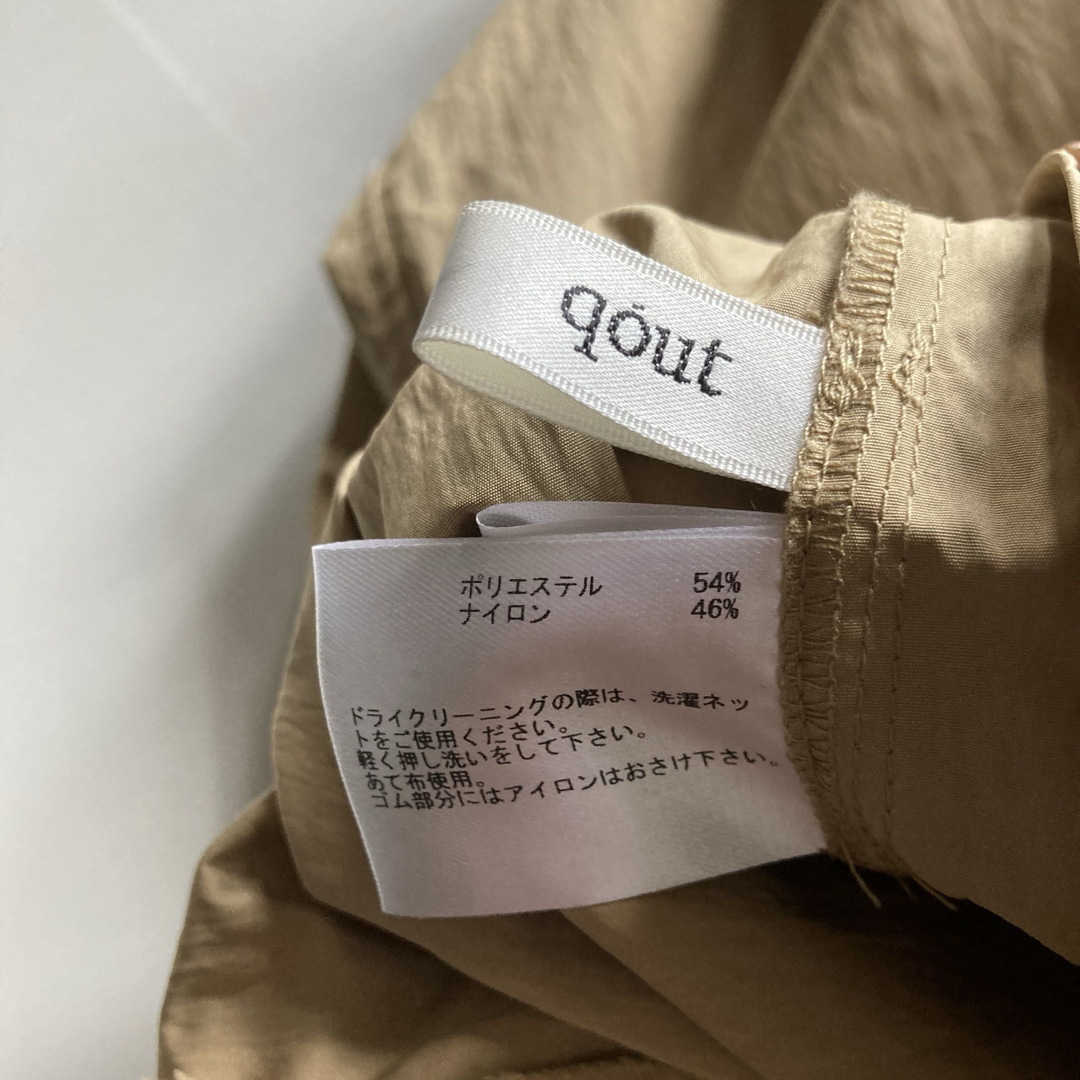 qóut
ポリエステル 54%
ナイロン 46%
ドライクリーニングの際は、洗濯ネッ
トをご使用ください。
軽く押し洗いをして下さい。
あて布使用。
ゴム部分にはアイロンはおさけ下さい。